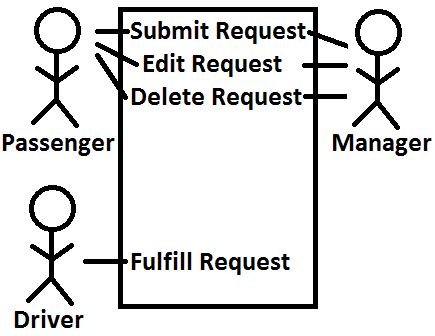 Submit Request
Edit Request
Delete Request
Passenger
Manager
Fulfill Request
Driver